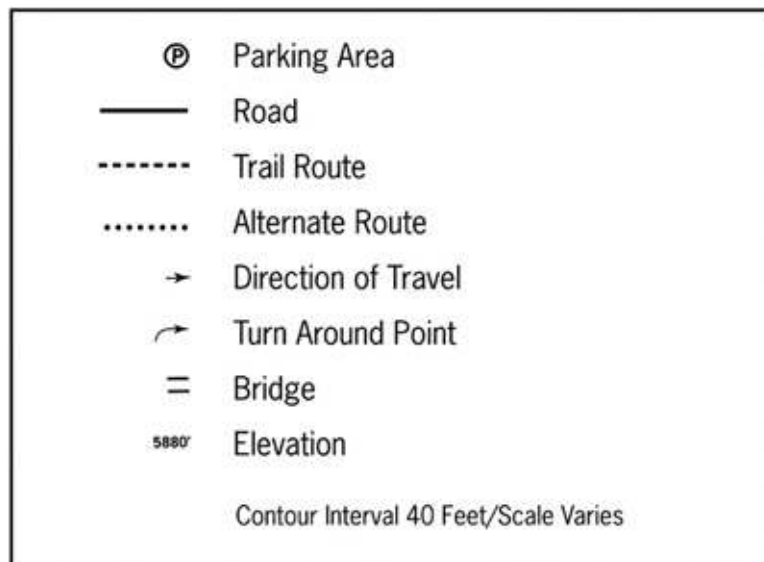 P Parking Area
Road
Trail Route
Alternate Route
Direction of Travel
Turn Around Point
Bridge
5880' Elevation
Contour Interval 40 Feet/Scale Varies